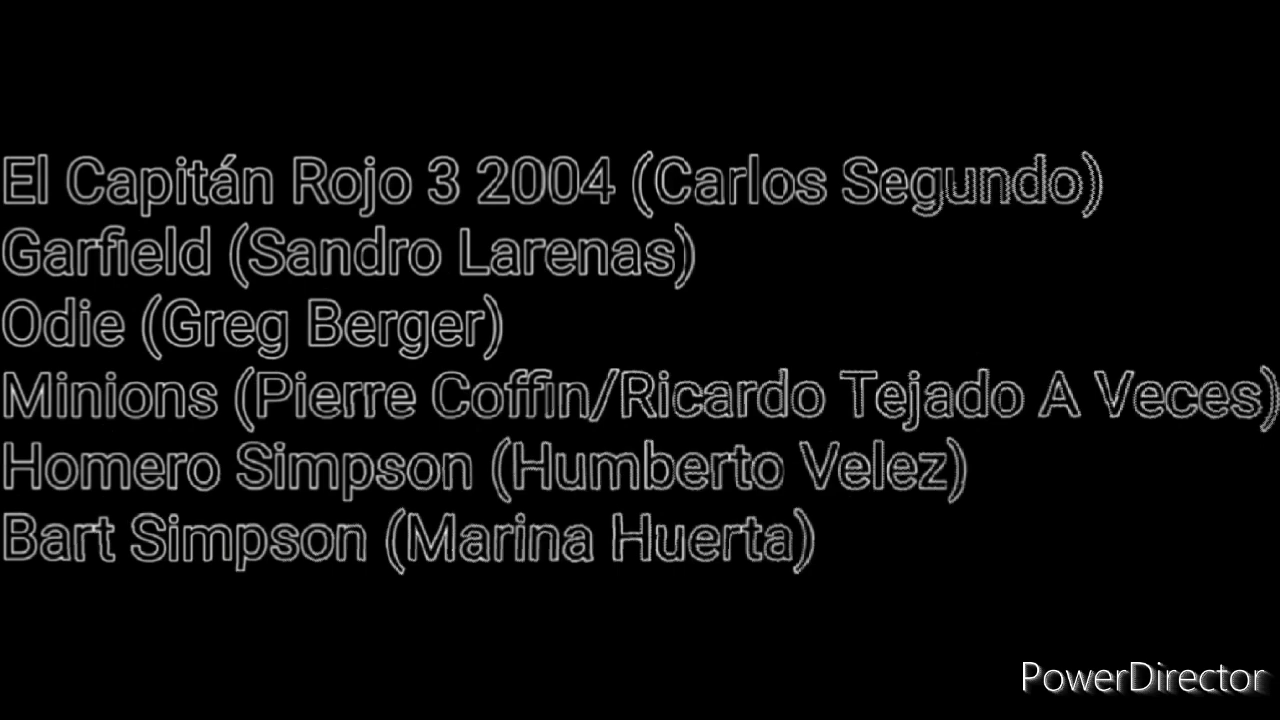 El Capitán Rojo 3 2004 (Carlos Segundo)
Garfield (Sandro Larenas)
Odie (Greg Berger)
Minions (Pierre Coffin/Ricardo Tejado A Veces)
Homero Simpson (Humberto Velez)
Bart Simpson (Marina Huerta)
PowerDirector